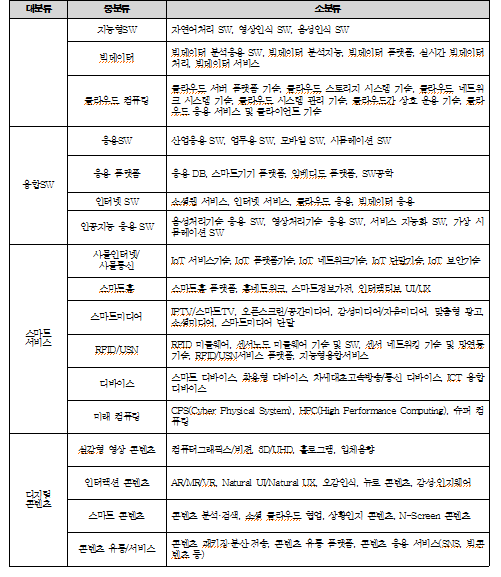 대분류 중분류 소분류
지능형SW 자연어처리 SW, 영상인식 SW, 음성인식 SW
빅데이터 빅데이터 분석응용 SW, 빅데이터 분석지능, 빅데이터 플랫폼, 실시간 빅데이터
처리, 빅데이터 서비스
클라우드 컴퓨팅 클라우드 서버 플랫폼 기술, 클라우드 스토리지 시스템 기술, 클라우드 네트워
크 시스템 기술, 클라우드 시스템 관리 기술, 클라우드간 상호 운용 기술, 클라
우드 응용 서비스 및 클라이언트 기술
융합SW
응용SW 산업응용 SW, 업무용 SW, 모바일 SW, 시뮬레이션 SW
응용 플랫폼 응용 DB, 스마트기기 플랫폼, 임베디드 플랫폼, SW공학
인터넷 SW 소셜웹 서비스, 인터넷 서비스, 클라우드 응용, 빅데이터 응용
인공지능 응용 SW 음성처리기술 응용 SW, 영상처리기술 응용 SW, 서비스 지능화 SW, 가상 시
뮬레이션 SW
스마트
서비스
사물인터넷/
사물통신
IoT 서비스기술, IoT 플랫폼기술, IoT 네트워크기술, IoT 단말기술, IoT 보안기술
스마트홈 스마트홈 플랫폼, 홈네트워크, 스마트정보가전, 인터랙티브 UI/UX
스마트미디어 IPTV/스마트TV, 오픈스크린/공간미디어, 감성미디어/자유미디어, 맞춤형 광고,
소셜미디어, 스마트미디어 단말
RFID/USN RFID 미들웨어, 센서노드 미들웨어 기술 및 SW, 센서 네트워킹 기술 및 망연동
기술, RFID/USN서비스 플랫폼, 지능형융합서비스
디바이스 스마트 디바이스, 착용형 디바이스, 차세대초고속방송/통신 디바이스, ICT 융합
디바이스
미래 컴퓨팅 CPS(Cyber Physical System), HPC(High Performance Computing), 슈퍼 컴
퓨팅
디지털
콘텐츠
실감형 영상 콘텐츠 컴퓨터그래픽스/비전, 3D/UHD, 홀로그램, 입체음향
인터랙션 콘텐츠 AR/MR/VR, Natural UI/Natural UX, 오감인식, 뉴로 콘텐츠, 감성·인지웨어
스마트 콘텐츠 콘텐츠 분석·검색, 소셜 클라우드 협업, 상황인지 콘텐츠, N-Screen 콘텐츠
콘텐츠 유통/서비스 콘텐츠 패키징·분산·전송, 콘텐츠 유통 플랫폼, 콘텐츠 응용 서비스(SNS, 빅콘
텐츠 등)